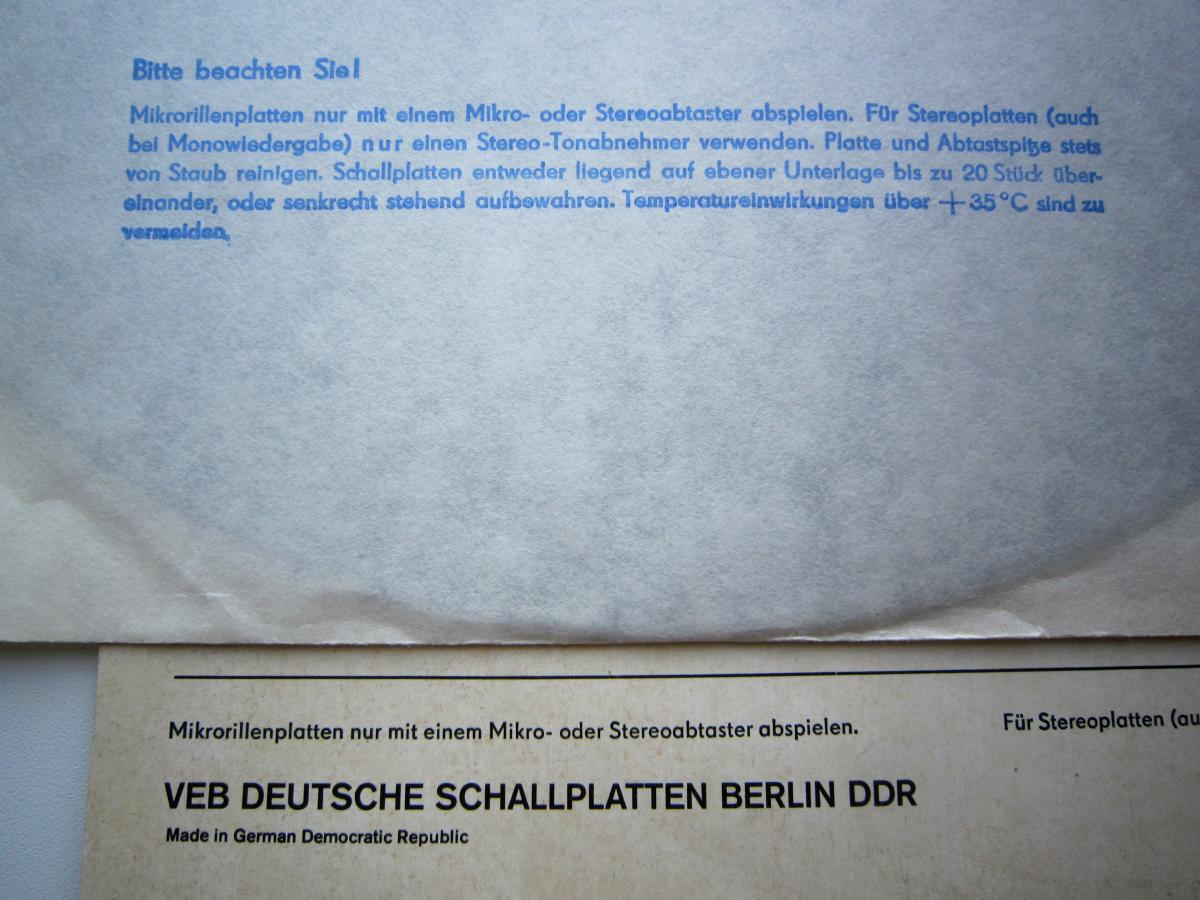 Bitte beachten Sie!
Mikrorillenplatten nur mit einem Mikro- oder Stereoabtaster abspielen. Für Stereoplatten (auch
bei Monowiedergabe) nur einen Stereo-Tonabnehmer verwenden. Platte und Abtastspitze stets
von Staub reinigen. Schallplatten entweder liegend auf ebener Unterlage bis zu 20 Stück über-
einander, oder senkrecht stehend aufbewahren. Temperatureinwirkungen über +35°C sind zu
vermeiden.
Mikrorillenplatten nur mit einem Mikro- oder Stereoabtaster abspielen. Für Stereoplatten (au
VEB DEUTSCHE SCHALLPLATTEN BERLIN DDR
Made in German Democratic Republic